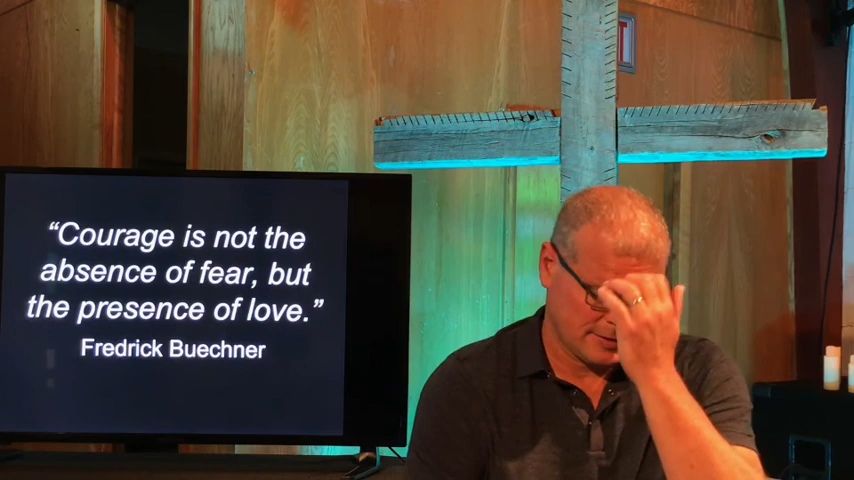 “Courage is not the
absence of fear, but
the presence of love.”
Fredrick Buechner